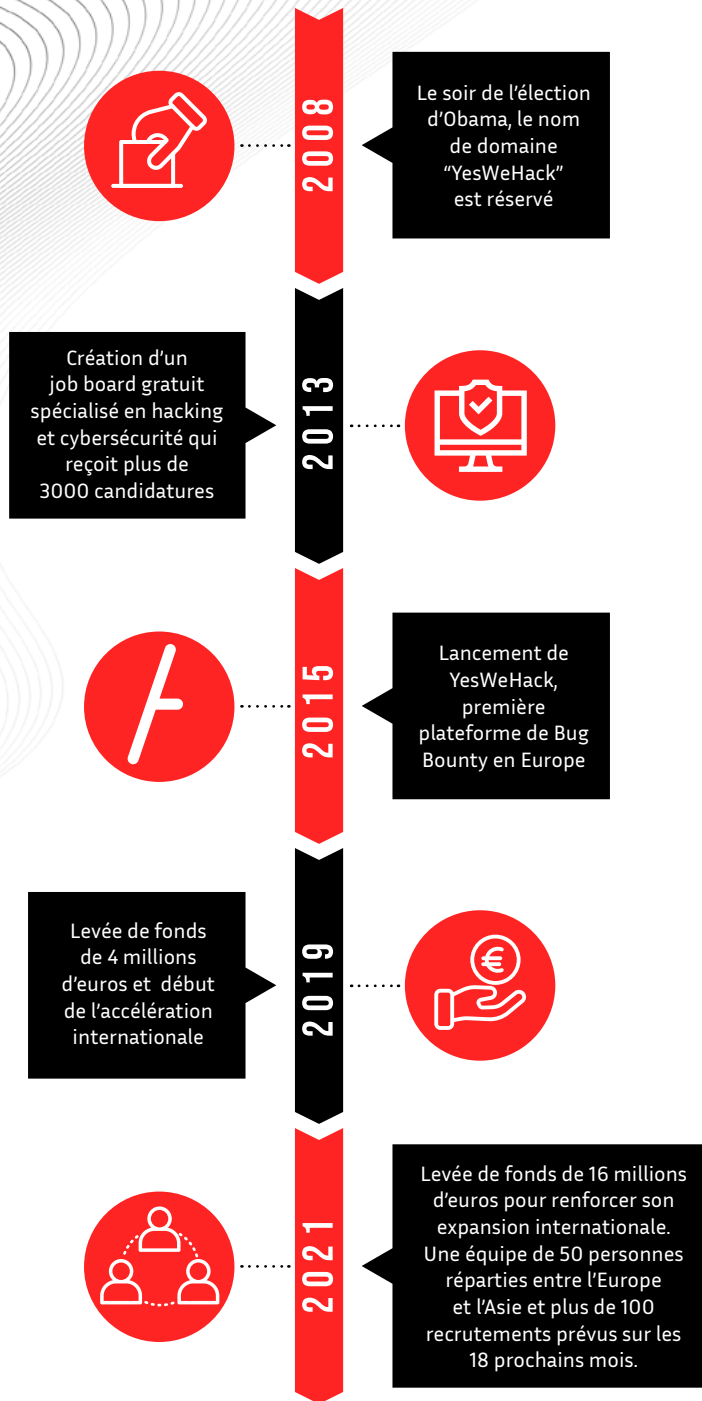 2008
Le soir de l’élection
d’Obama, le nom
de domaine
“YesWeHack”
est réservé
2013
Création d’un
job board gratuit
spécialisé en hacking
et cybersécurité qui
reçoit plus de
3000 candidatures
2015
Lancement de
YesWeHack,
première
plateforme de Bug
Bounty en Europe
2019
Levée de fonds
de 4 millions
d’euros et début
de l’accélération
internationale
2021
Levée de fonds de 16 millions
d’euros pour renforcer son
expansion internationale.
Une équipe de 50 personnes
réparties entre l’Europe
et l’Asie et plus de 100
recrutements prévus sur les
18 prochains mois.
€